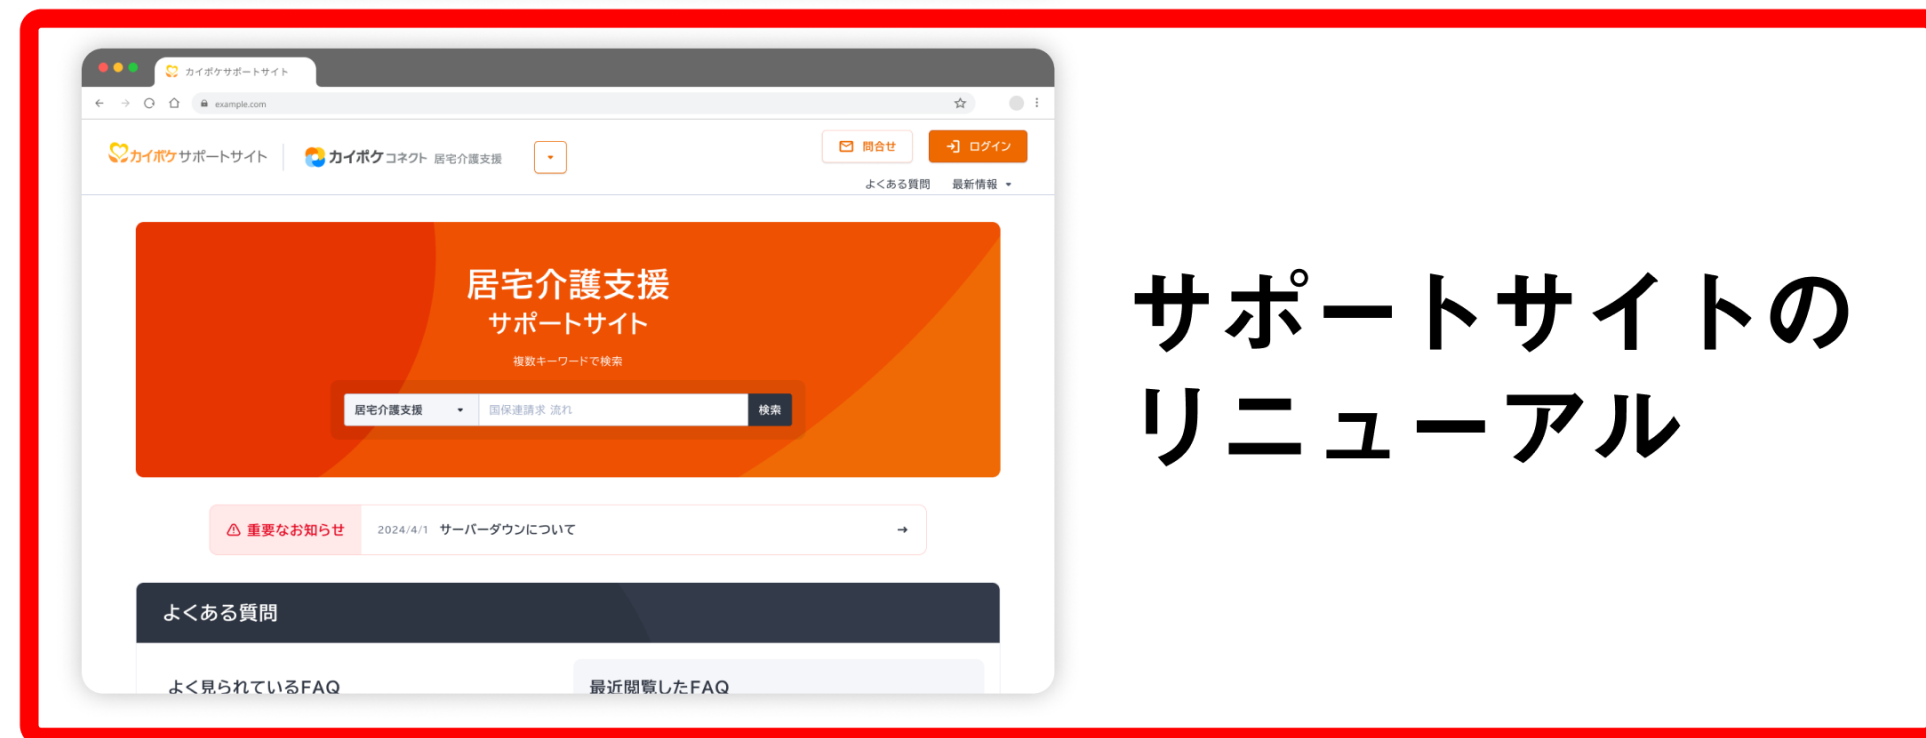 カイポケサポートサイト
example.com
カイポケサポートサイト
カイポケコネクト 居宅介護支援
問合せ
ログイン
よくある質問
最新情報
居宅介護支援
サポートサイト
複数キーワードで検索
居宅介護支援
国保連請求 流れ
検索
重要なお知らせ
2024/4/1 サーバーダウンについて
よくある質問
よく見られているFAQ
最近閲覧したFAQ
サポートサイトの
リニューアル